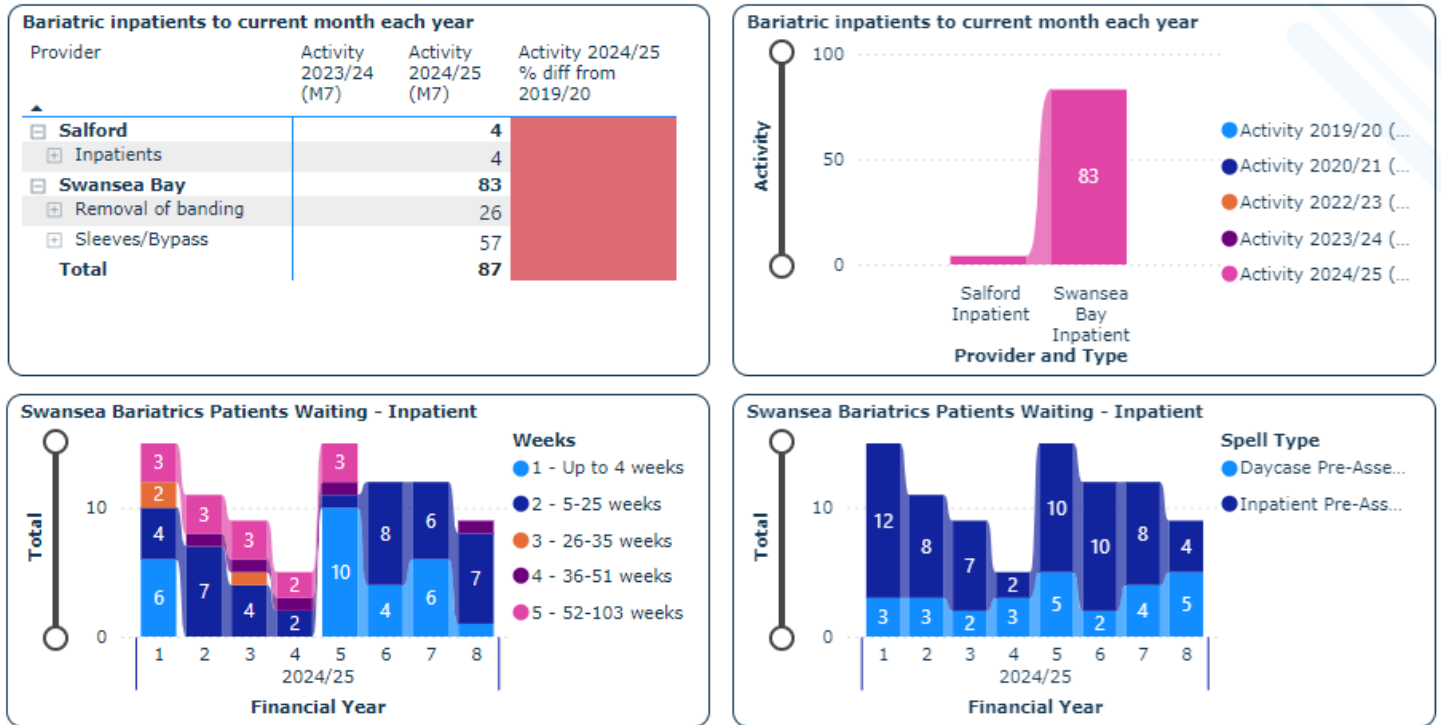 Bariatric inpatients to current month each year
Provider
Activity 2023/24 (M7)
Activity 2024/25 (M7)
Activity 2024/25 % diff from 2019/20
Salford 4
Inpatients 4
Swansea Bay 83
Removal of banding 26
Sleeves/Bypass 57
Total 87
Bariatric inpatients to current month each year
Activity
100
50
0
83
Salford Inpatient
Swansea Bay Inpatient
Provider and Type
Activity 2019/20 (...
Activity 2020/21 (...
Activity 2022/23 (...
Activity 2023/24 (...
Activity 2024/25 (...
Swansea Bariatrics Patients Waiting - Inpatient
Total
10
0
3 3 3 2 3
2
4 7 4 2 8 6 7
6 10 4 6
1 2 3 4 5 6 7 8
2024/25
Financial Year
Weeks
1 - Up to 4 weeks
2 - 5-25 weeks
3 - 26-35 weeks
4 - 36-51 weeks
5 - 52-103 weeks
Swansea Bariatrics Patients Waiting - Inpatient
Total
10
0
12 8 7 2 10 10 8 4
3 3 2 3 5 2 4 5
1 2 3 4 5 6 7 8
2024/25
Financial Year
Spell Type
Daycase Pre-Asse...
Inpatient Pre-Ass...